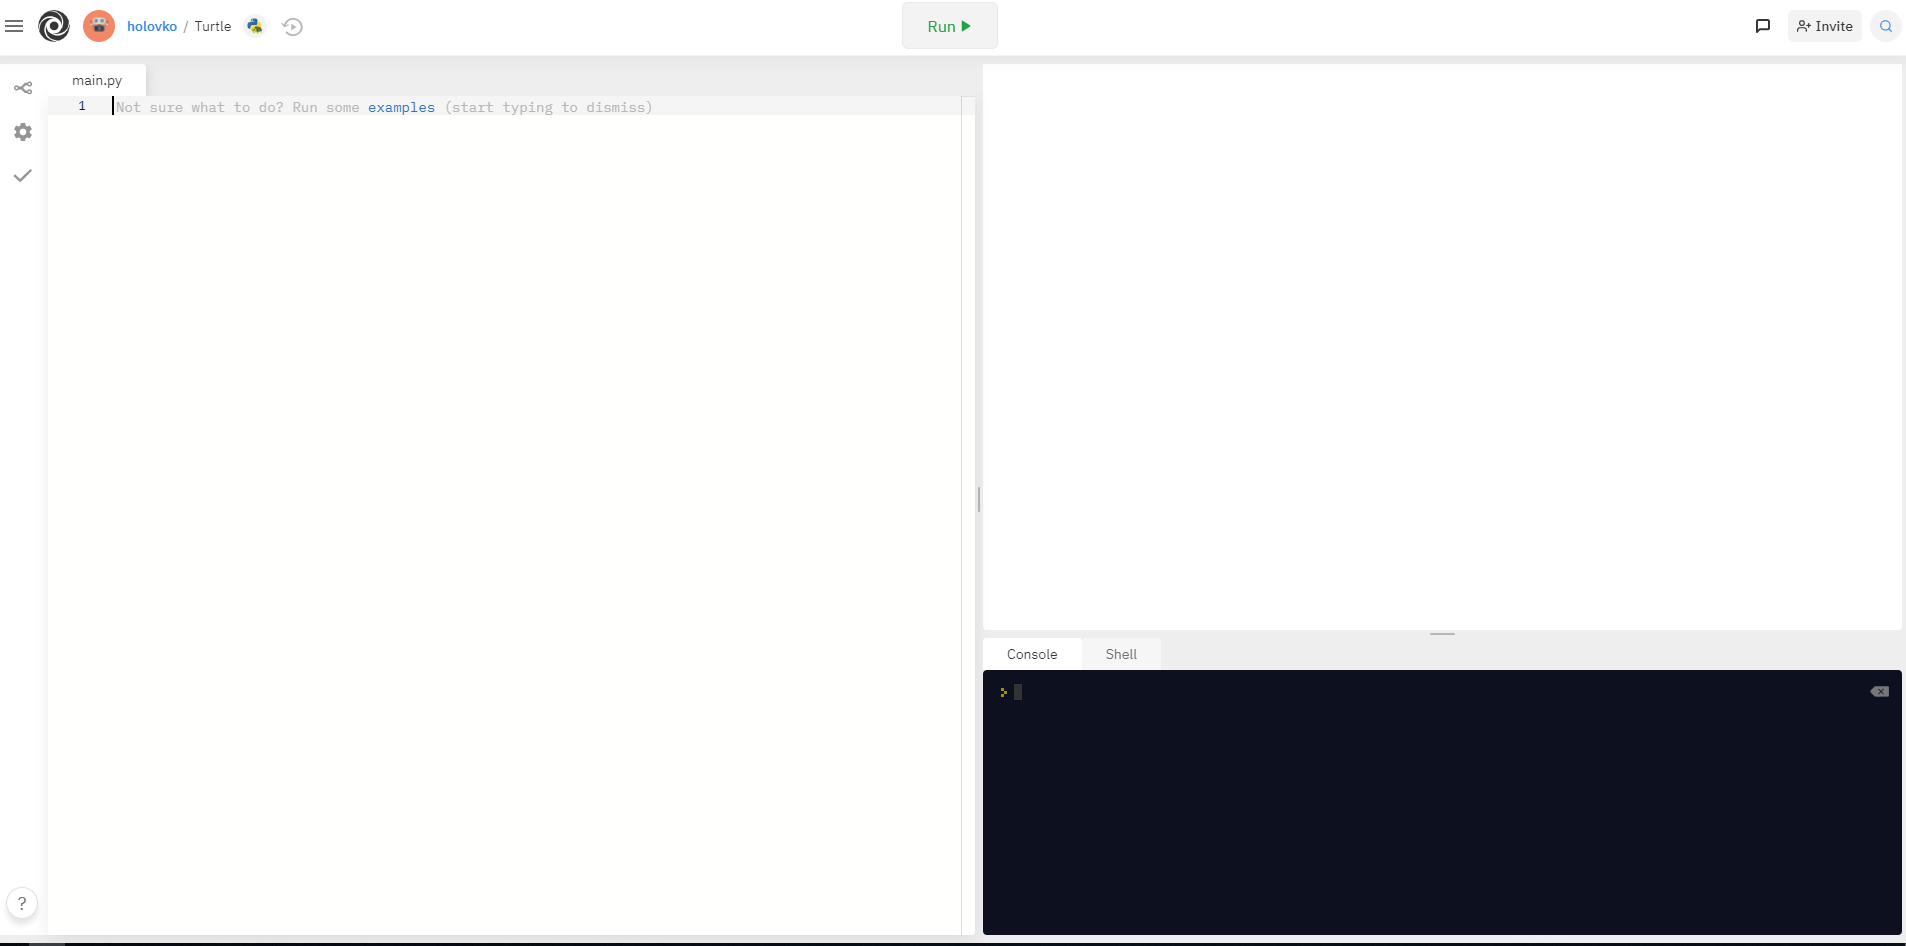 holovko / Turtle
Run
Invite
main.py
1 Not sure what to do? Run some examples (start typing to dismiss)
Console Shell
?